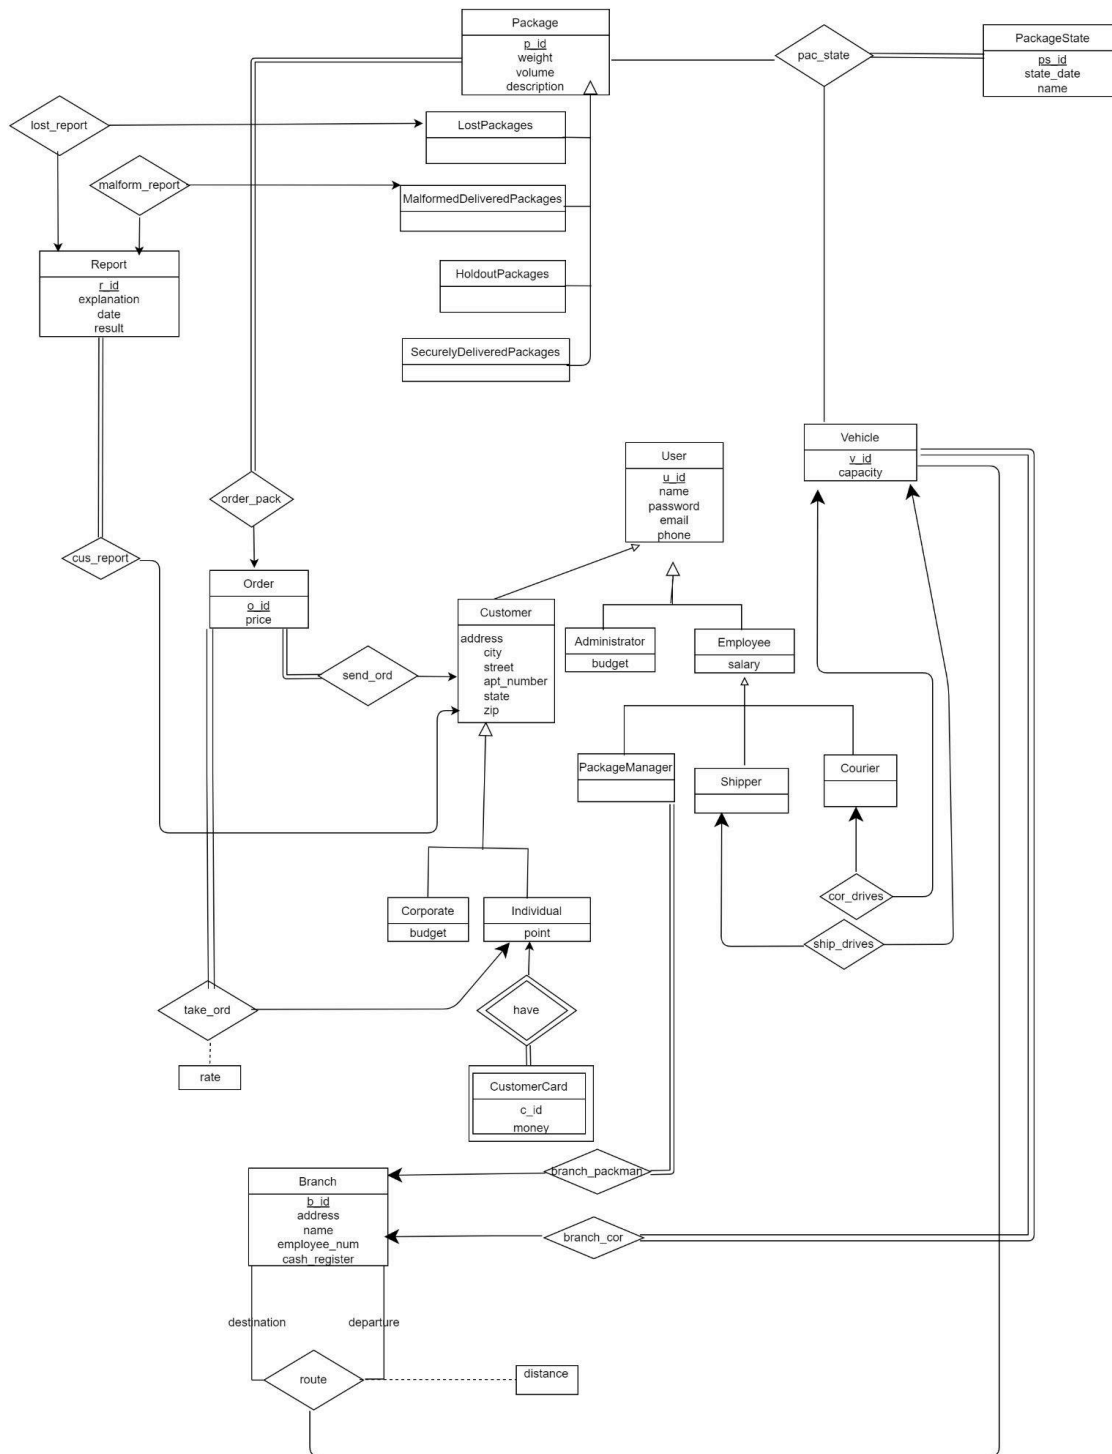 Package
p_id
weight
volume
description
pac_state
PackageState
ps_id
state_date
name
lost_report
LostPackages
malform_report
MalformedDeliveredPackages
Report
r_id
explanation
date
result
HoldoutPackages
SecurelyDeliveredPackages
Vehicle
v_id
capacity
User
u_id
name
password
email
phone
order_pack
cus_report
Order
o_id
price
Customer
address
city
street
apt_number
state
zip
Administrator
budget
Employee
salary
send_ord
PackageManager
Shipper
Courier
Corporate
budget
Individual
point
cor_drives
ship_drives
take_ord
rate
have
CustomerCard
c_id
money
branch_packman
Branch
b_id
address
name
employee_num
cash_register
branch_cor
destination
departure
route
distance